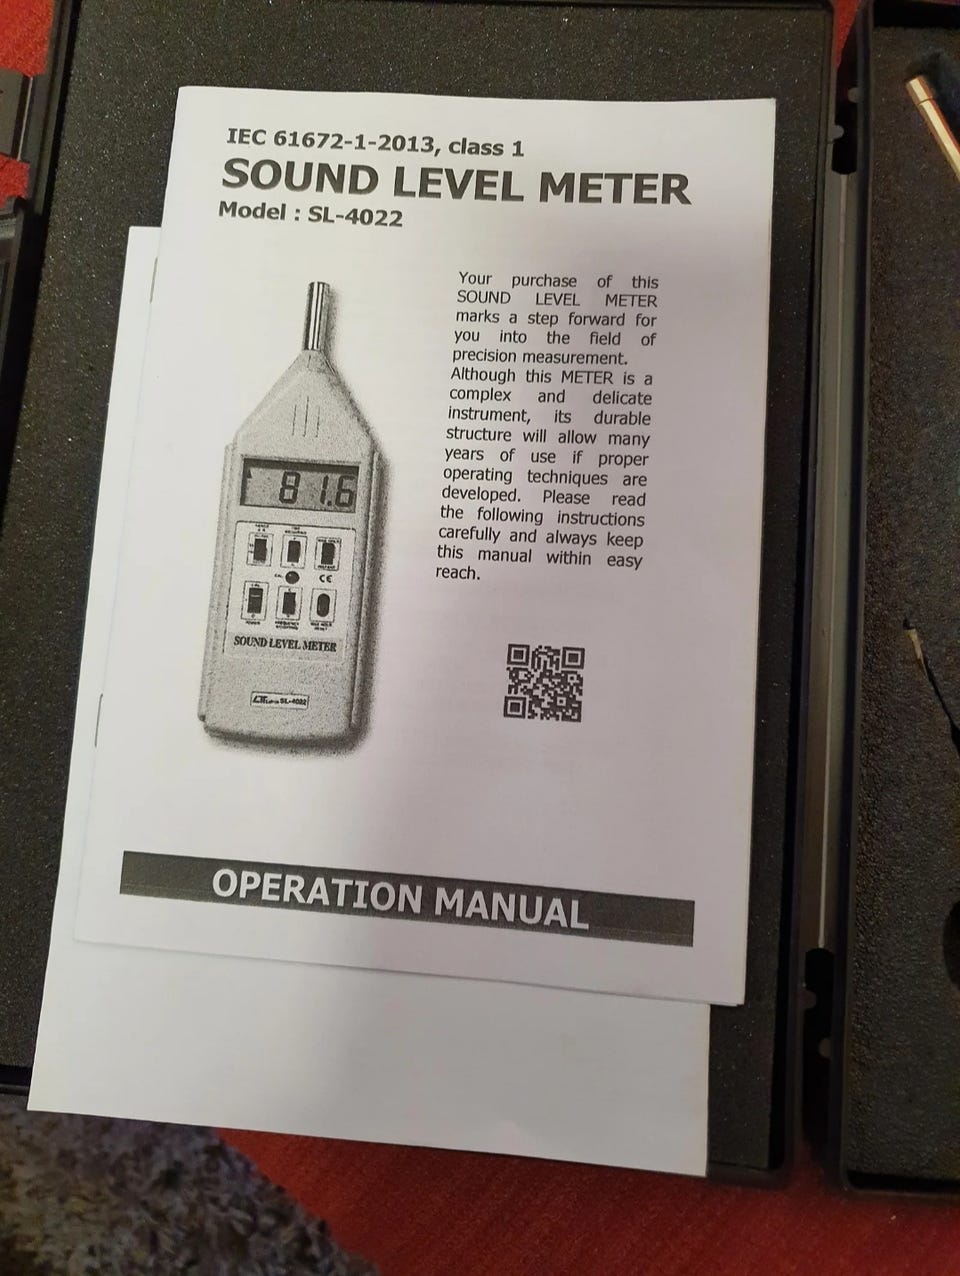 IEC 61672-1-2013, class 1
SOUND LEVEL METER
Model : SL-4022
Your purchase of this
SOUND LEVEL METER
marks a step forward for
you into the field of
precision measurement.
Although this METER is a
complex and delicate
instrument, its durable
structure will allow many
years of use if proper
operating techniques are
developed. Please read
the following instructions
carefully and always keep
this manual within easy
reach.
81.6
CAL
CE
POWER
SOUND LEVEL METER
SL-4022
OPERATION MANUAL